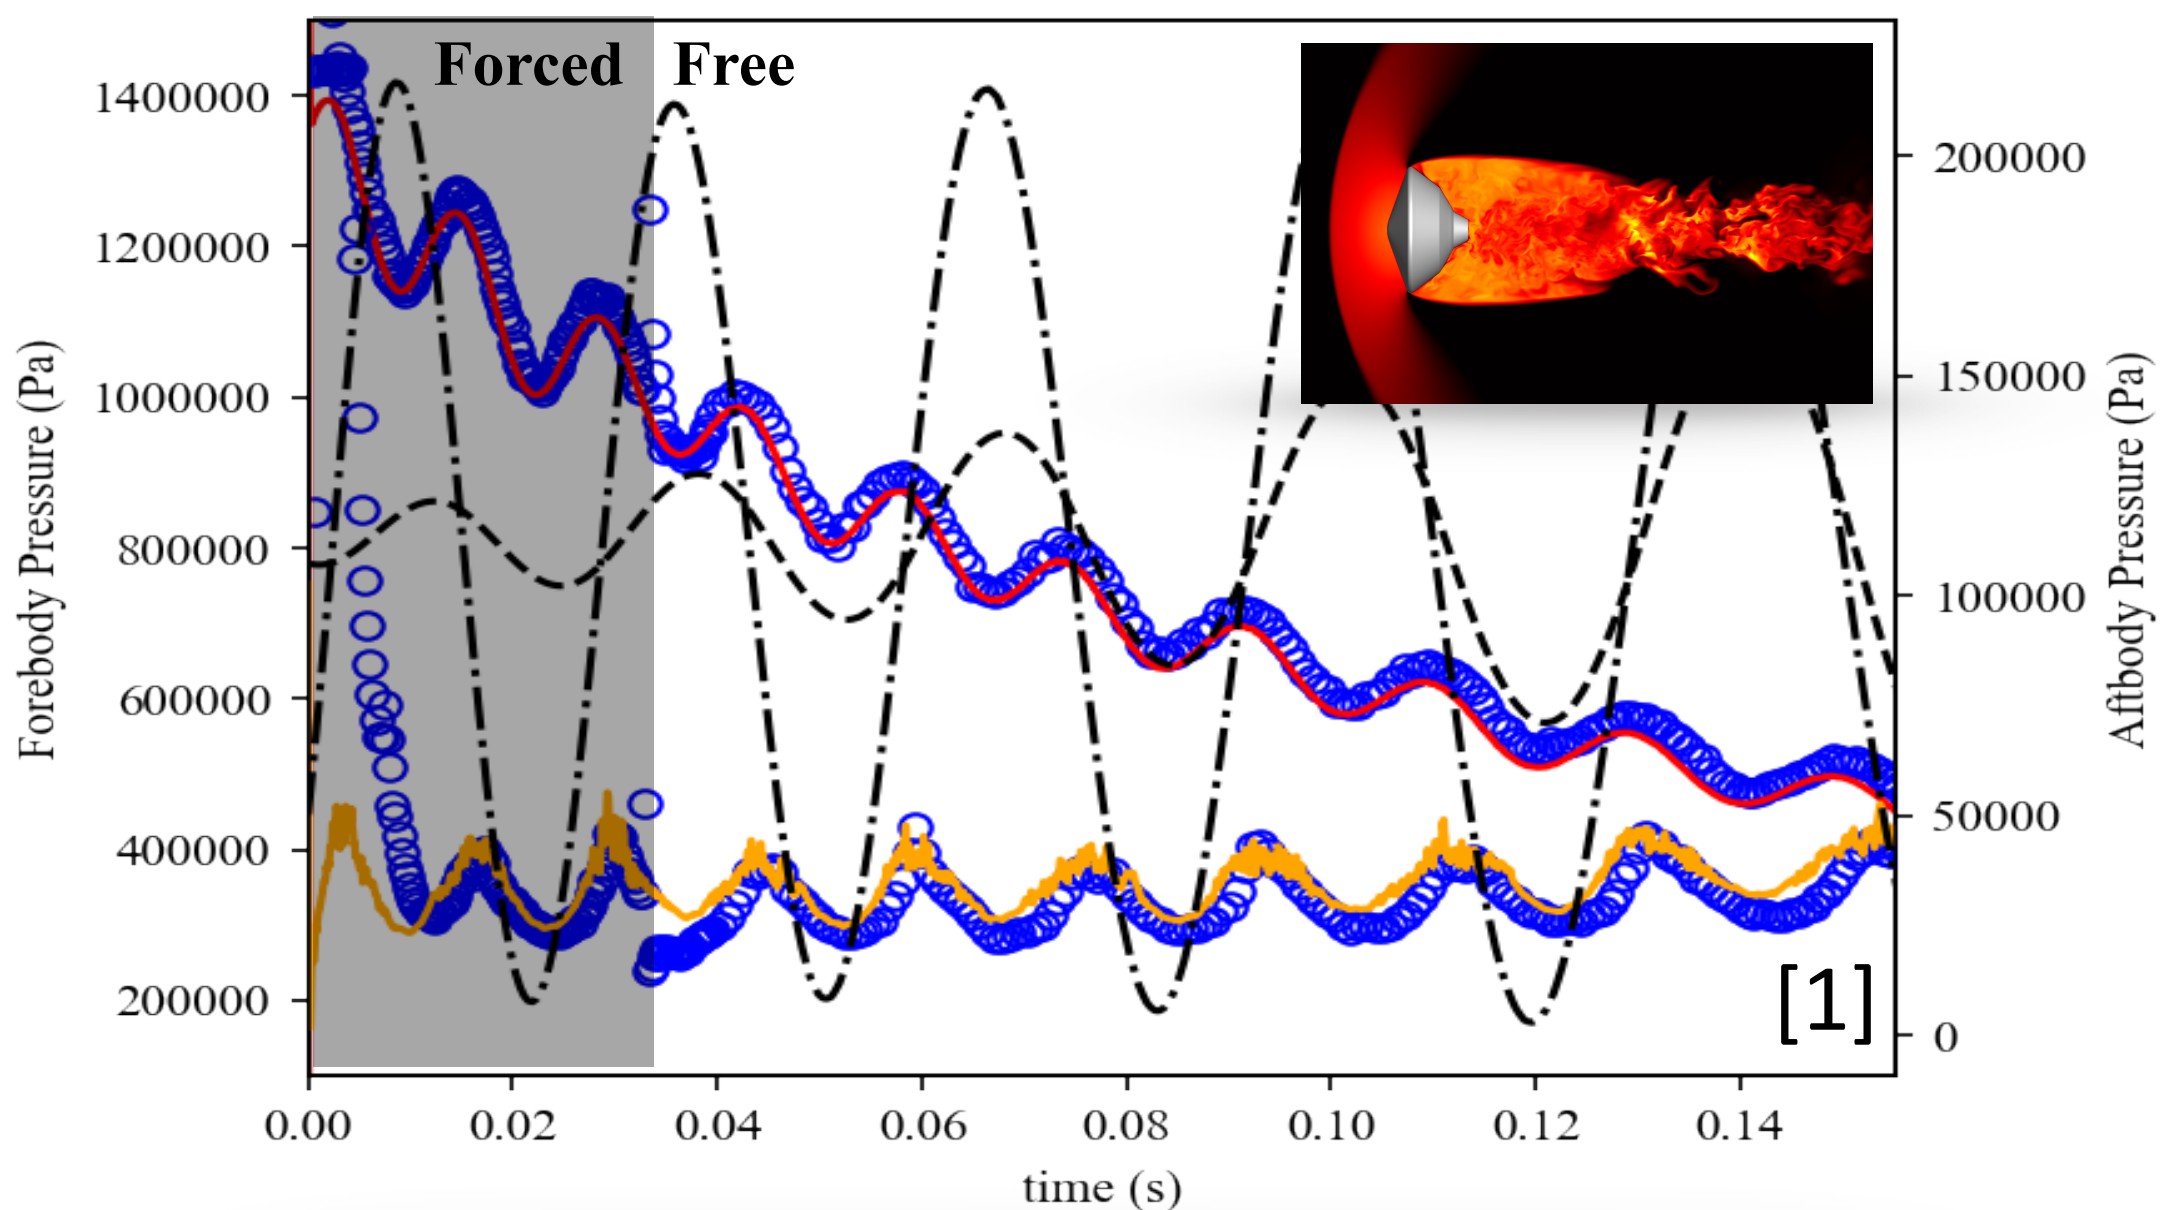 Forced Free
1400000
1200000
1000000
800000
600000
400000
200000
Forebody Pressure (Pa)
200000
150000
100000
50000
0
Aftbody Pressure (Pa)
[1]
0.00 0.02 0.04 0.06 0.08 0.10 0.12 0.14
time (s)